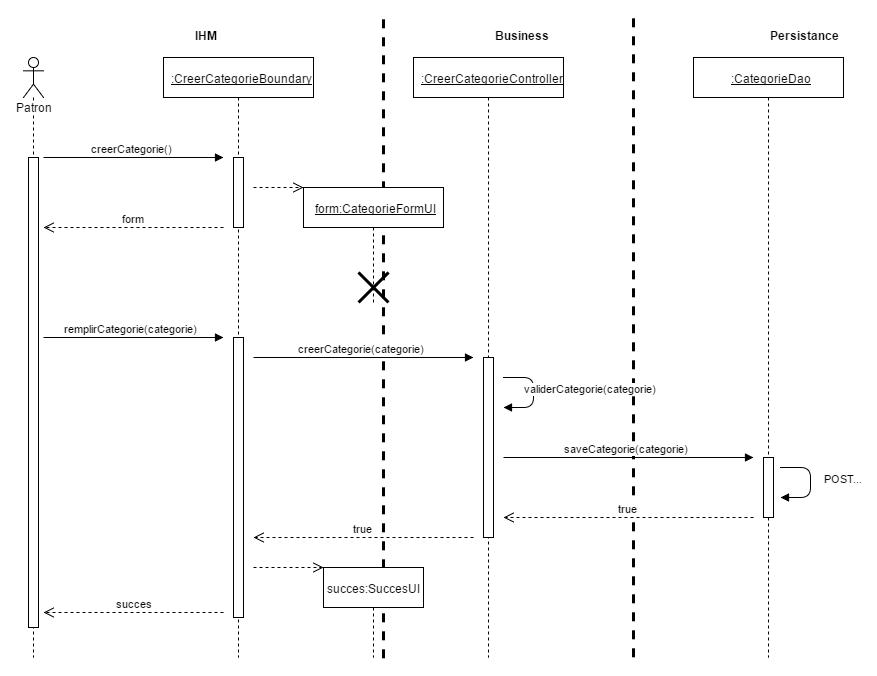 IHM
Business
Persistance
:CreerCategorieBoundary
:CreerCategorieController
:CategorieDao
Patron
creerCategorie()
form:CategorieFormUI
form
remplirCategorie(categorie)
creerCategorie(categorie)
validerCategorie(categorie)
saveCategorie(categorie)
POST...
true
true
succes:SuccesUI
succes